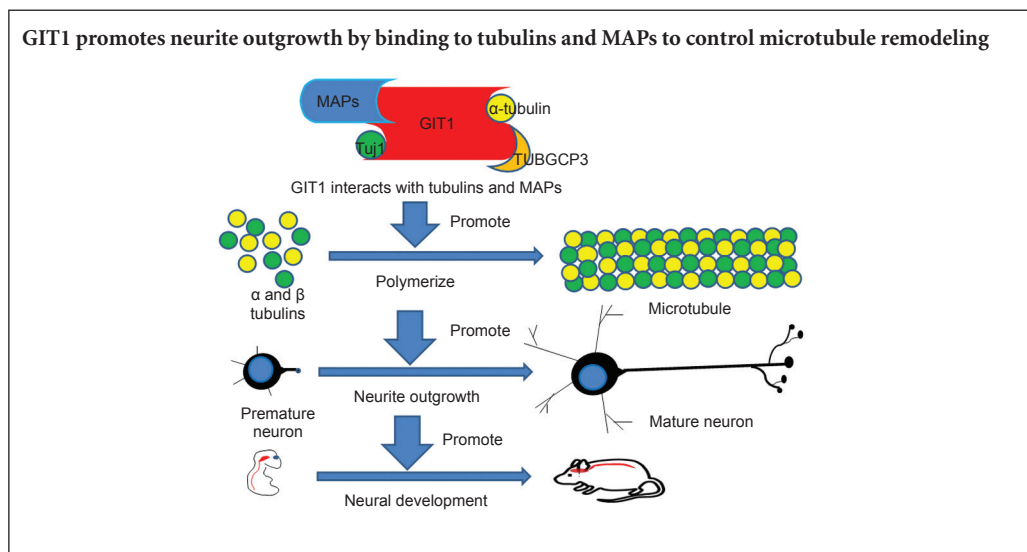 GIT1 promotes neurite outgrowth by binding to tubulins and MAPs to control microtubule remodeling
MAPs
α-tubulin
GIT1
Tuj1
TUBGCP3
GIT1 interacts with tubulins and MAPs
Promote
Polymerize
α and β
tubulins
Microtubule
Promote
Neurite outgrowth
Premature
neuron
Mature neuron
Promote
Neural development